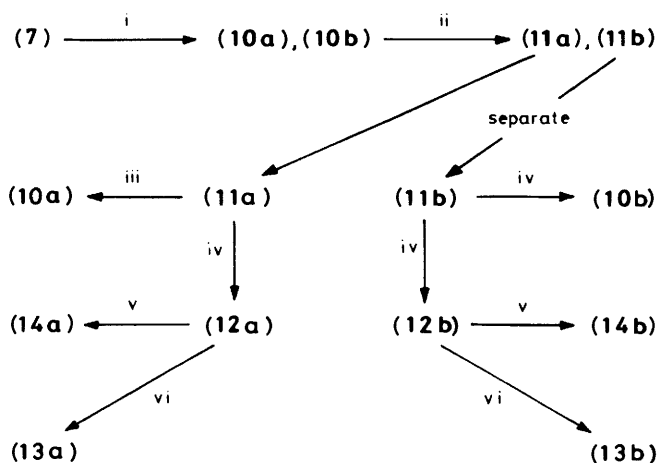 i ii
(7) (10a),(10b) (11a),(11b)
separate
iii iv
(10a) (11a) (11b) (10b)
iv iv
v v
(14a) (12a) (12b) (14b)
vi vi
(13a) (13b)